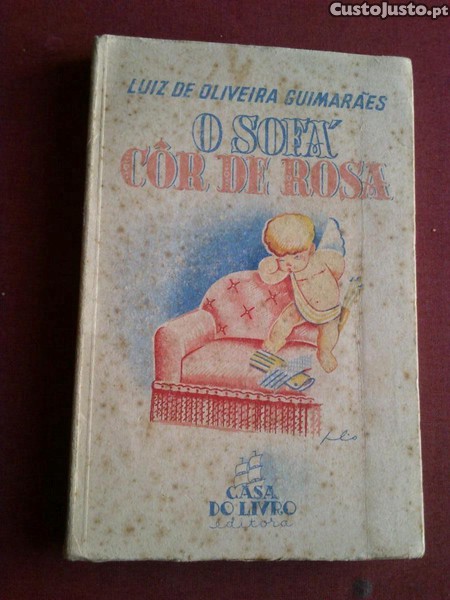 CustoJusto.pt
LUIZ DE OLIVEIRA GUIMARÃES
O SOFÁ
CÔR DE ROSA
CASA
DO LIVRO
editora